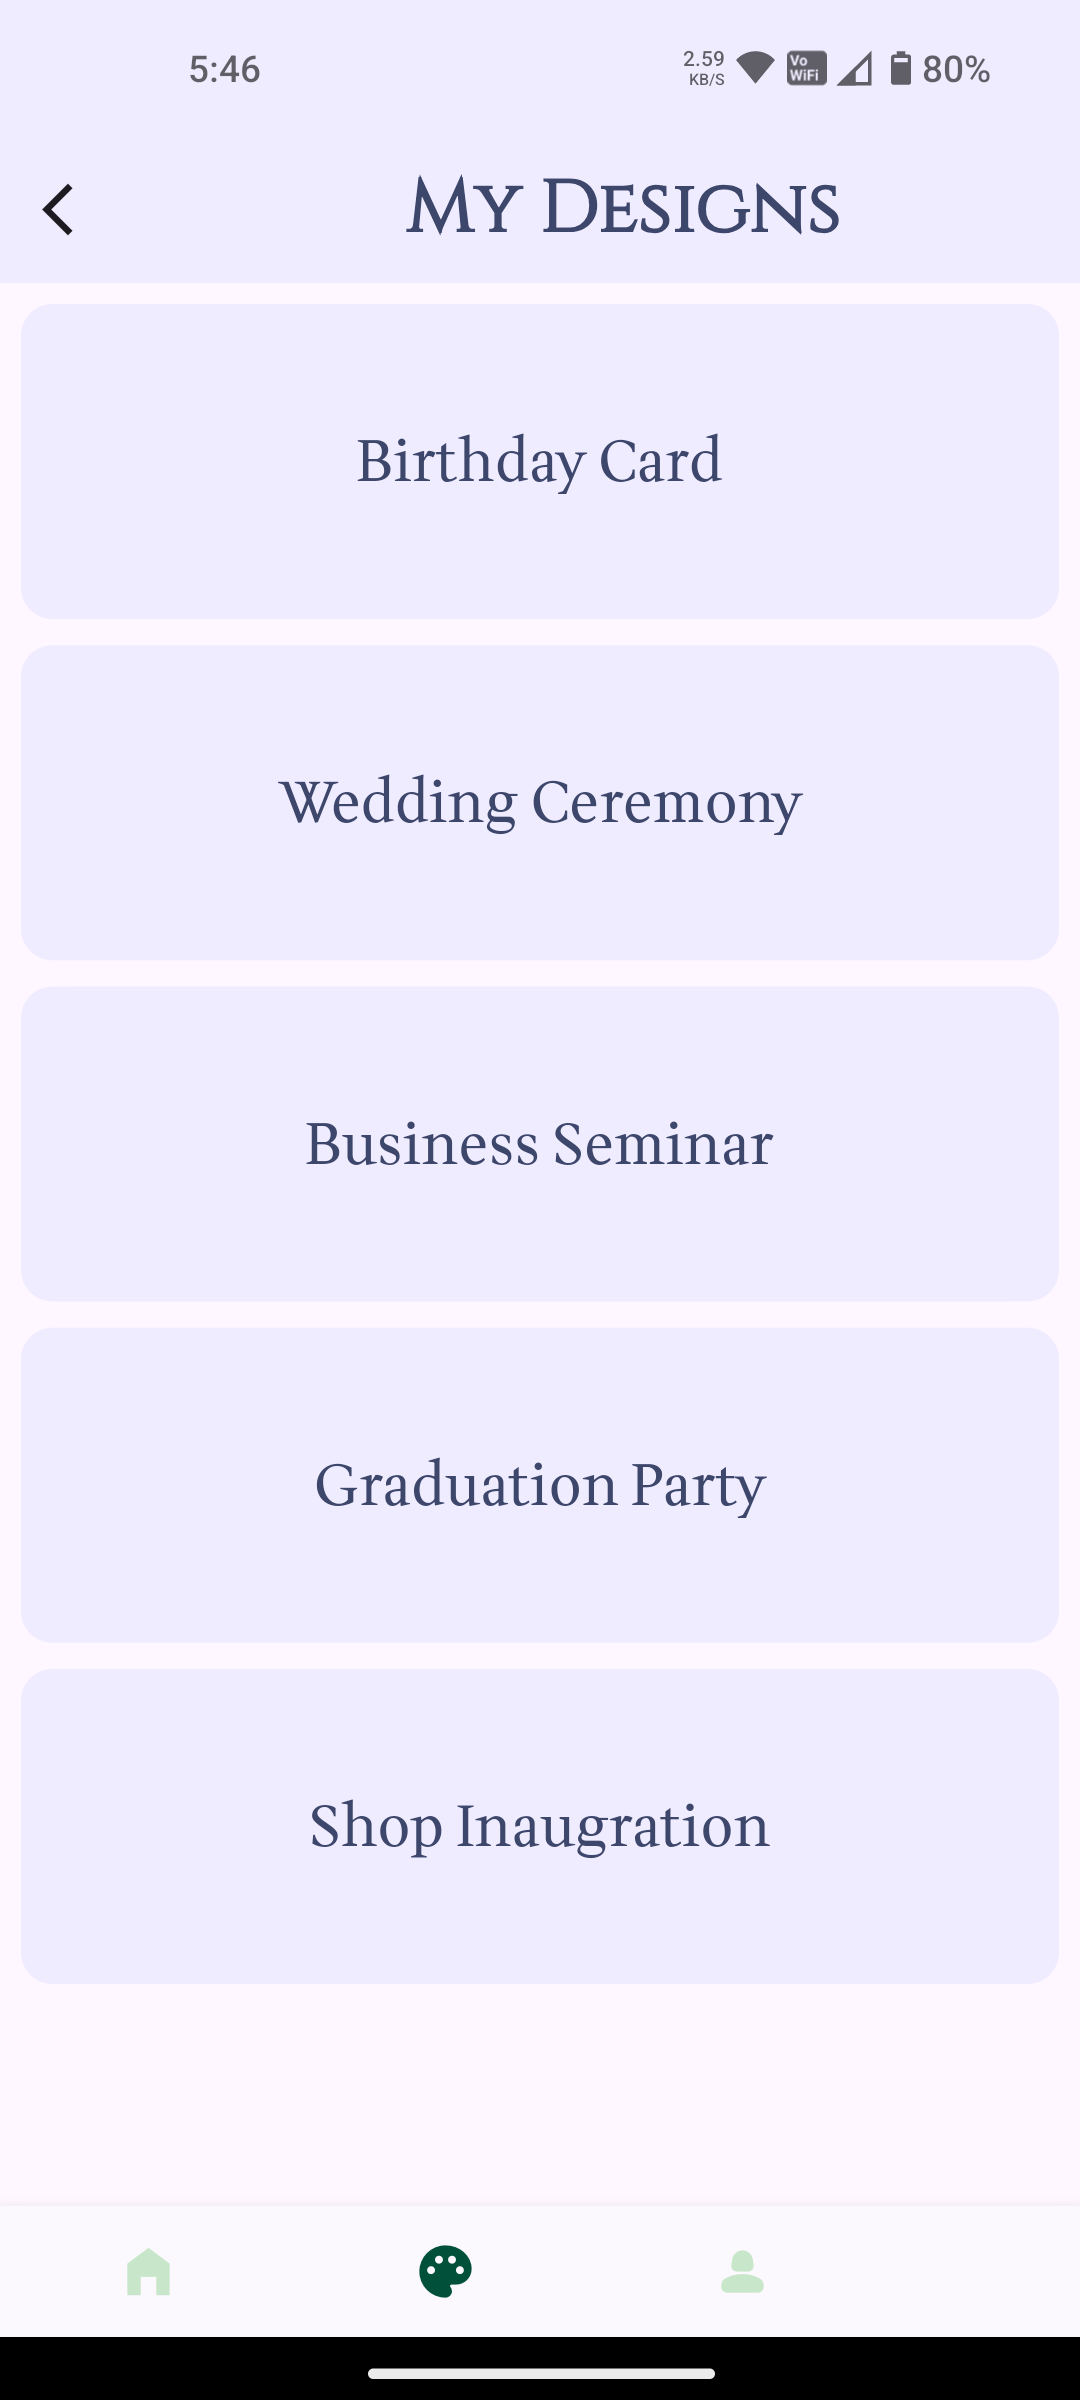 5:46
2.59
KB/S
Vo
WiFi
80%
My Designs
Birthday Card
Wedding Ceremony
Business Seminar
Graduation Party
Shop Inaugration